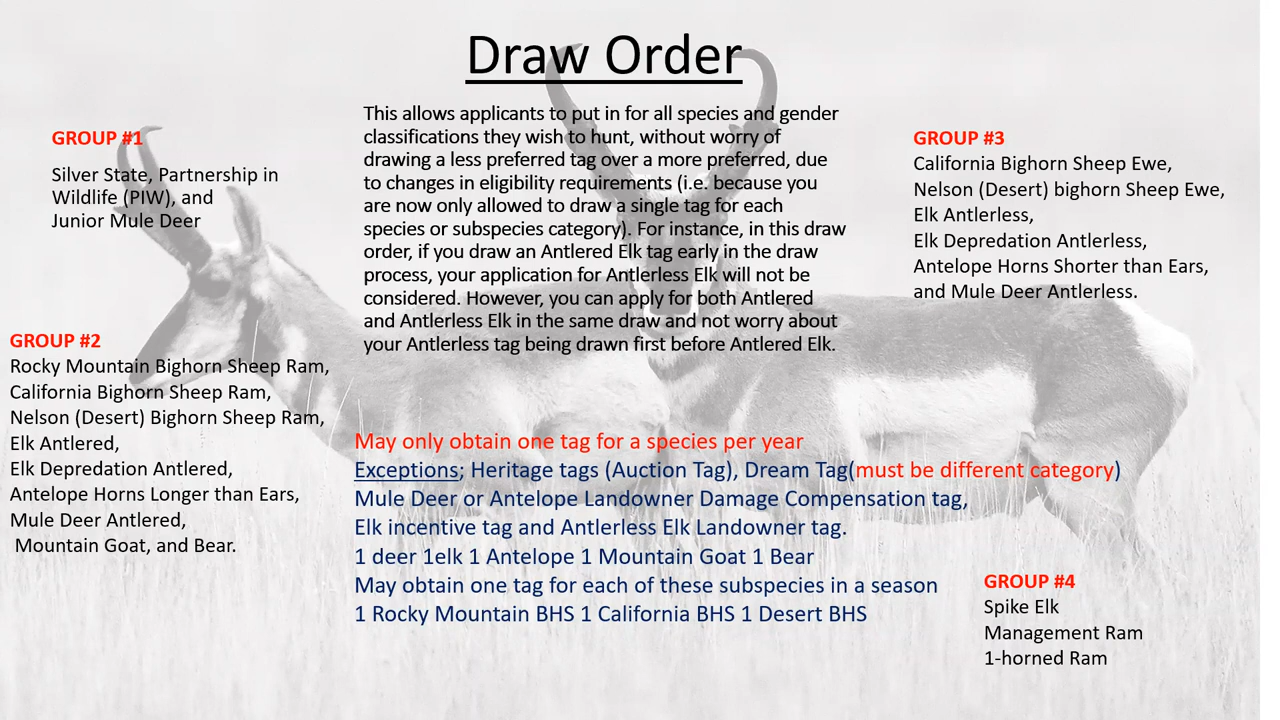 Draw Order
This allows applicants to put in for all species and gender
classifications they wish to hunt, without worry of
drawing a less preferred tag over a more preferred, due
to changes in eligibility requirements (i.e. because you
are now only allowed to draw a single tag for each
species or subspecies category). For instance, in this draw
order, if you draw an Antlered Elk tag early in the draw
process, your application for Antlerless Elk will not be
considered. However, you can apply for both Antlered
and Antlerless Elk in the same draw and not worry about
your Antlerless tag being drawn first before Antlered Elk.
GROUP #1
Silver State, Partnership in
Wildlife (PIW), and
Junior Mule Deer
GROUP #2
Rocky Mountain Bighorn Sheep Ram,
California Bighorn Sheep Ram,
Nelson (Desert) Bighorn Sheep Ram,
Elk Antlered,
Elk Depredation Antlered,
Antelope Horns Longer than Ears,
Mule Deer Antlered,
Mountain Goat, and Bear.
GROUP #3
California Bighorn Sheep Ewe,
Nelson (Desert) bighorn Sheep Ewe,
Elk Antlerless,
Elk Depredation Antlerless,
Antelope Horns Shorter than Ears,
and Mule Deer Antlerless.
May only obtain one tag for a species per year
Exceptions; Heritage tags (Auction Tag), Dream Tag(must be different category)
Mule Deer or Antelope Landowner Damage Compensation tag,
Elk incentive tag and Antlerless Elk Landowner tag.
1 deer 1elk 1 Antelope 1 Mountain Goat 1 Bear
May obtain one tag for each of these subspecies in a season
1 Rocky Mountain BHS 1 California BHS 1 Desert BHS
GROUP #4
Spike Elk
Management Ram
1-horned Ram